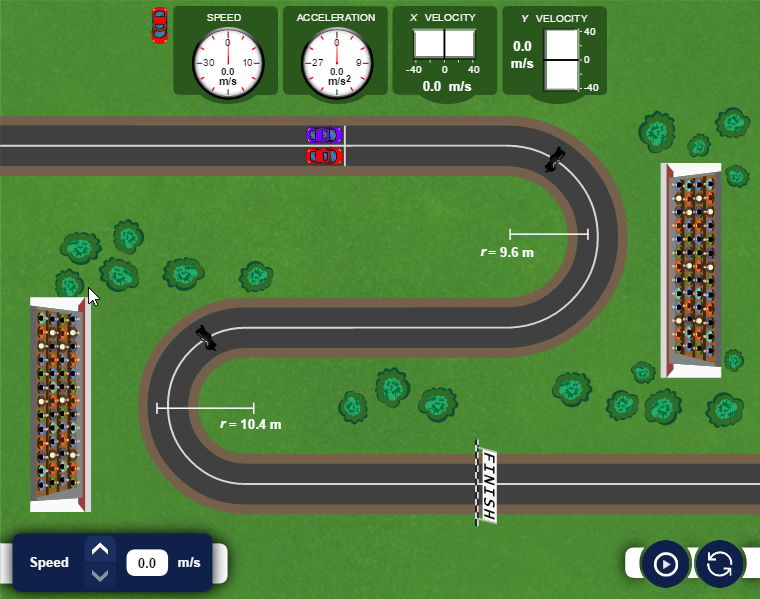 SPEED
0
30
10
0.0
m/s
ACCELERATION
0
27
9
0.0
m/s²
X VELOCITY
-40
0
40
0.0 m/s
Y VELOCITY
0.0
m/s
40
0
-40
r = 9.6 m
r = 10.4 m
FINISH
Speed
0.0
m/s